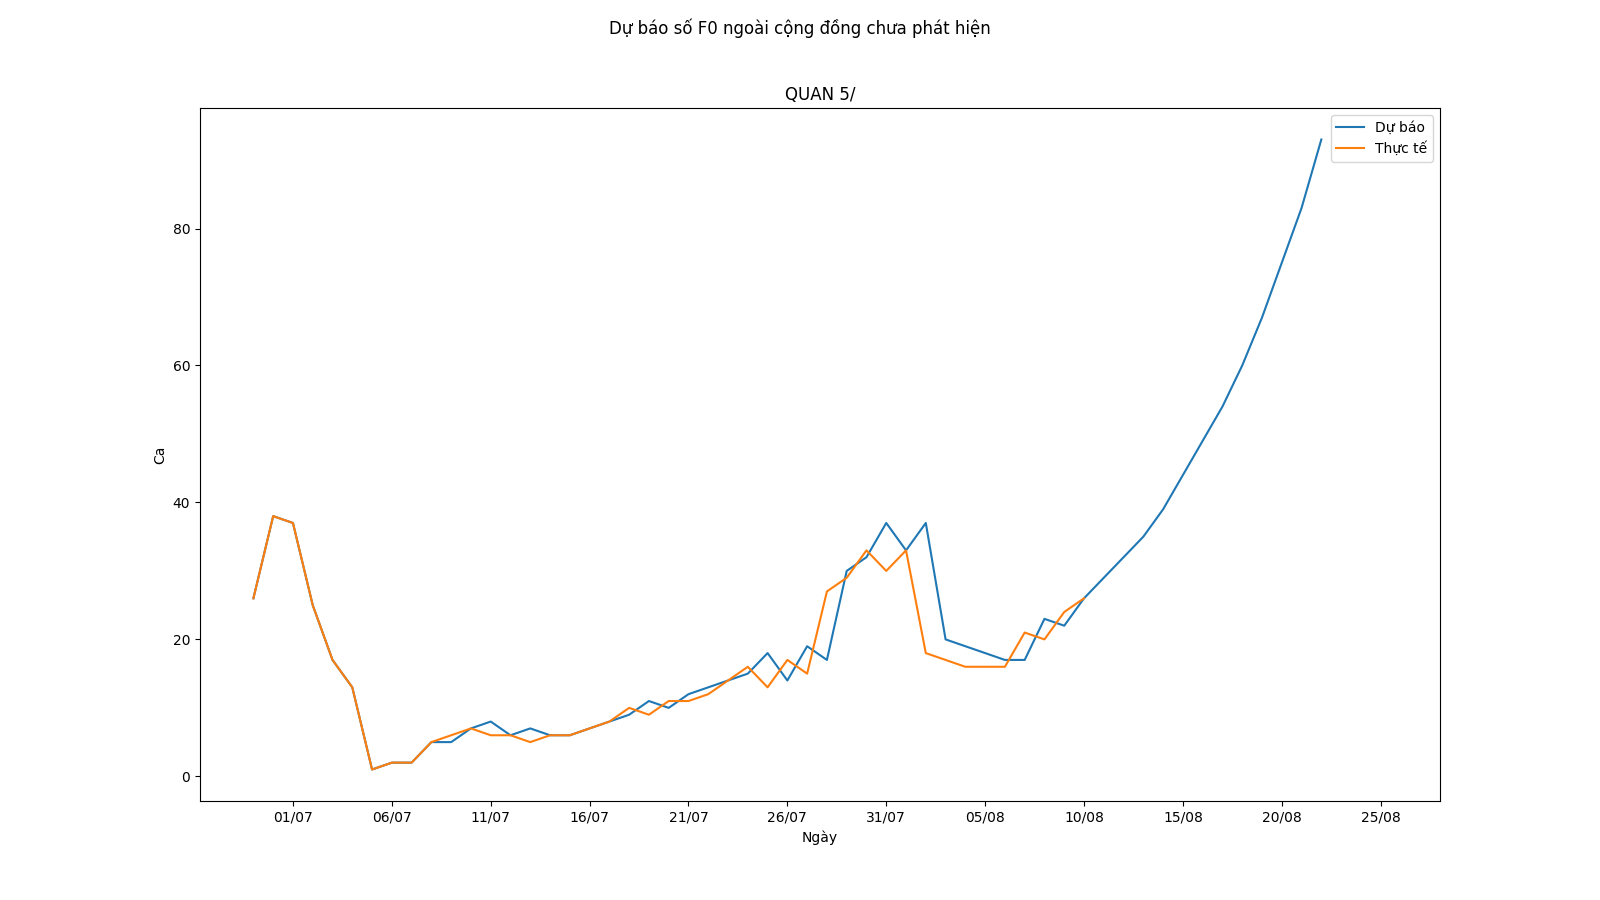 Dự báo số F0 ngoài cộng đồng chưa phát hiện
QUAN 5/
Dự báo
Thực tế
80
60
40
20
0
Ca
01/07 06/07 11/07 16/07 21/07 26/07 31/07 05/08 10/08 15/08 20/08 25/08
Ngày